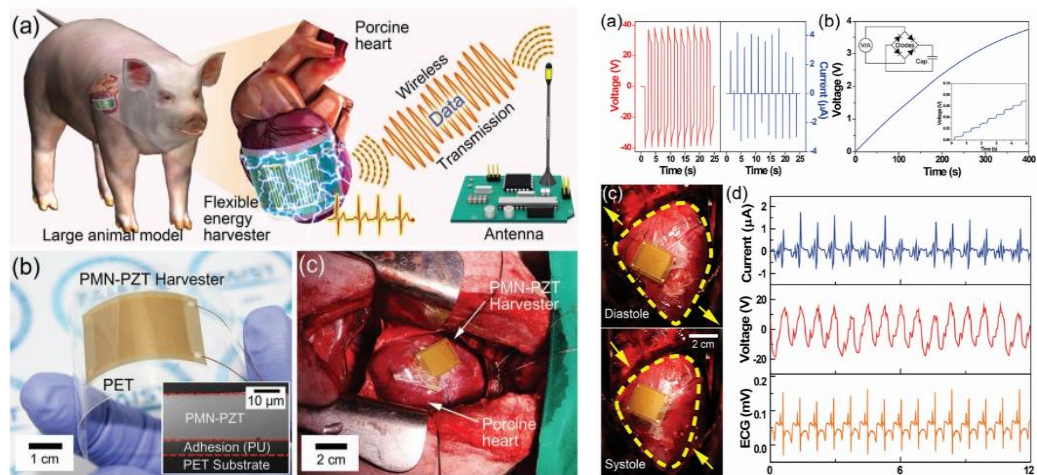 (a)
Porcine
heart
Wireless
Data
Transmission
Flexible
energy
harvester
Large animal model
Antenna
(b)
PMN-PZT Harvester
PET
10 μm
PMN-PZT
Adhesion (PU)
PET Substrate
1 cm
(c)
PMN-PZT
Harvester
Porcine
heart
2 cm
(a)
Voltage (V)
40
20
0
-20
-40
0 5 10 15 20 25
Time (s)
0 5 10 15 20 25
Time (s)
4
2
0
-2
-4
Current (μA)
(b)
Voltage (V)
4
3
2
1
0
0 100 200 300 400
Time (s)
Diodes
Cap.
Voltage (V)
Time (s)
(c)
Diastole
2 cm
Systole
(d)
Current (μA)
2
1
0
-1
Voltage (V)
20
0
-20
ECG (mV)
0.2
0.1
0.0
0 3 6 9 12